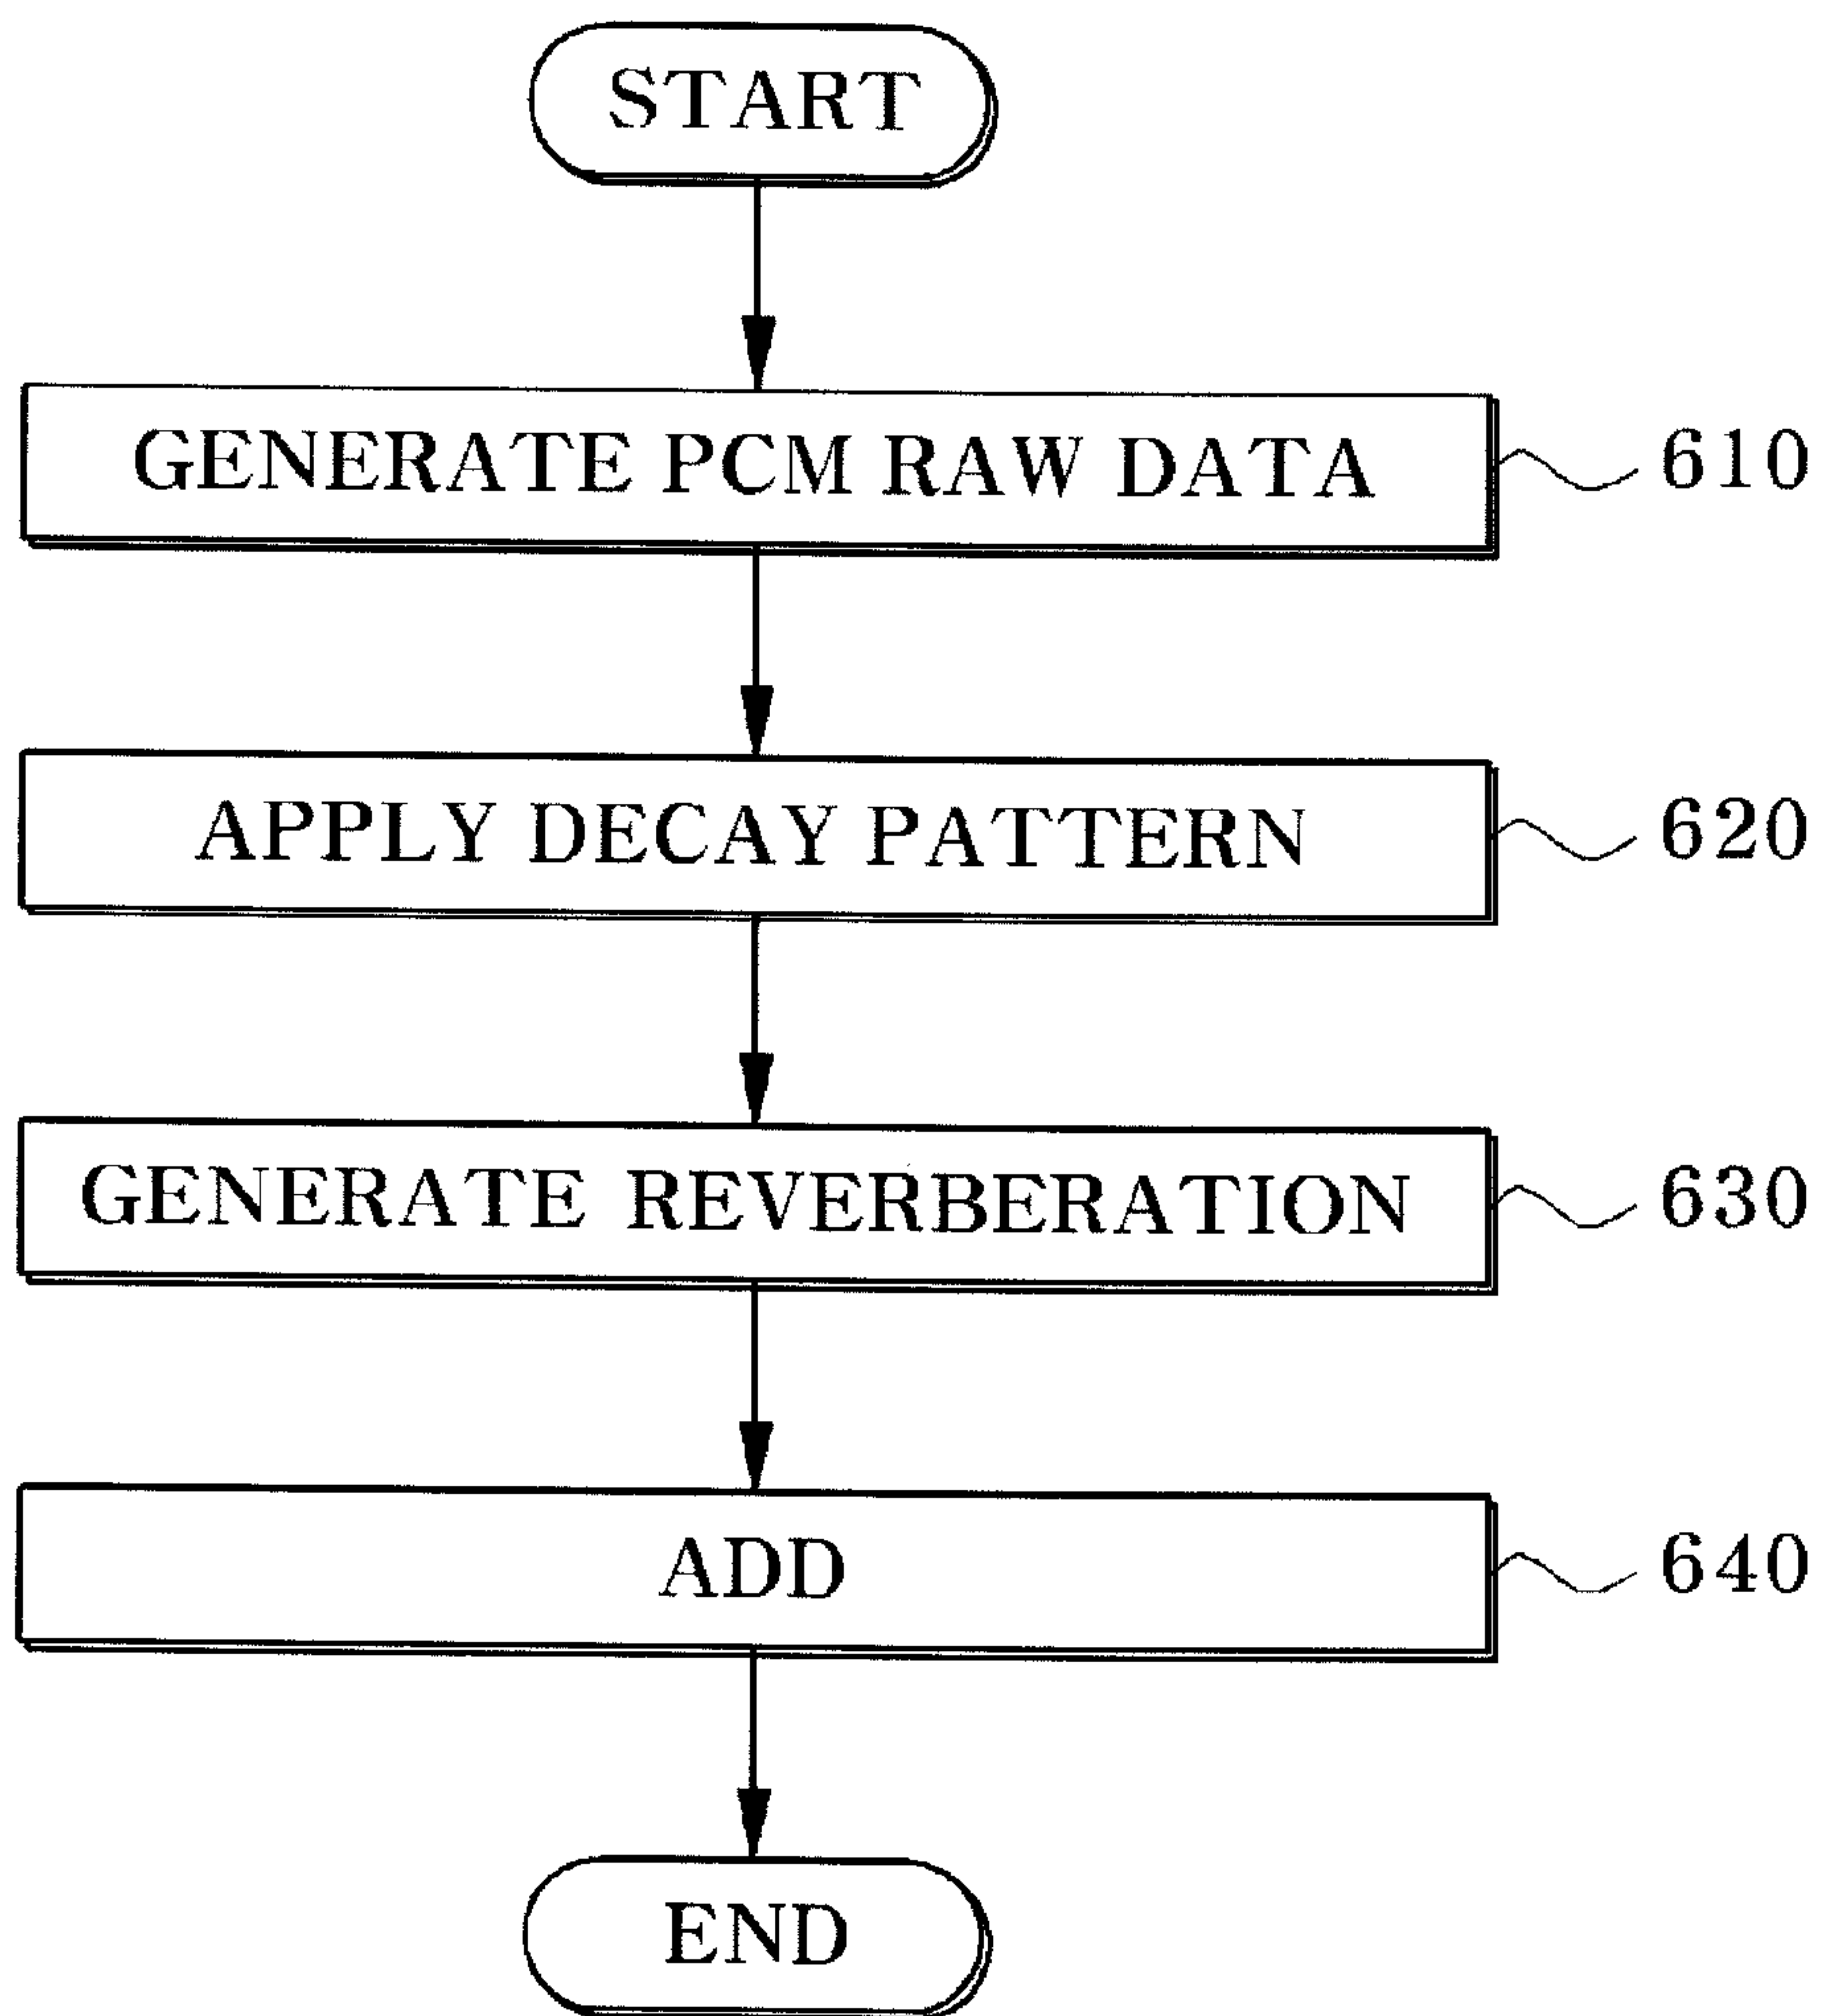 START
GENERATE PCM RAW DATA
610
APPLY DECAY PATTERN
620
GENERATE REVERBERATION
630
ADD
640
END